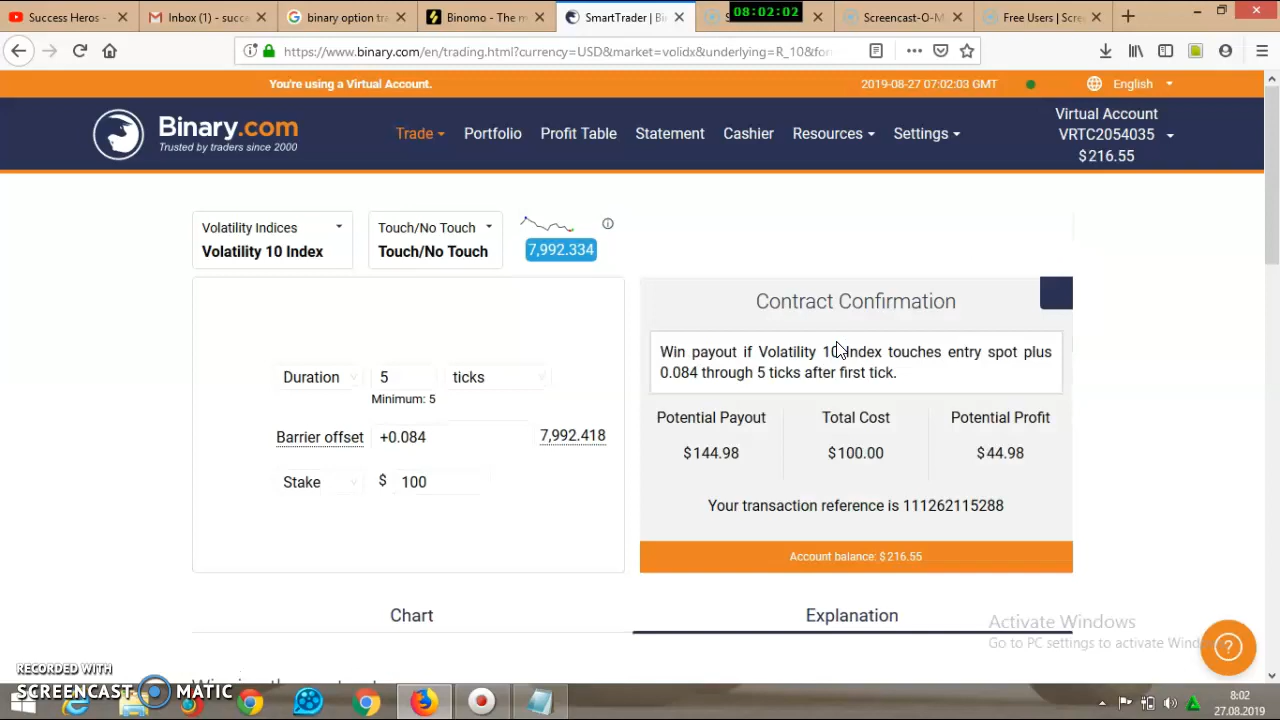 Success Heros -
Inbox (1) - succe
binary option tra
Binomo - The m
SmartTrader | Bi
08:02:02
Screencast-O-M
Free Users | Scre
https://www.binary.com/en/trading.html?currency=USD&market=volidx&underlying=R_10&fo
You're using a Virtual Account.
2019-08-27 07:02:03 GMT
English
Binary.com
Trusted by traders since 2000
Trade
Portfolio
Profit Table
Statement
Cashier
Resources
Settings
Virtual Account
VRTC2054035
$216.55
Volatility Indices
Volatility 10 Index
Touch/No Touch
Touch/No Touch
7,992.334
Duration 5 ticks
Minimum: 5
Barrier offset +0.084 7,992.418
Stake $ 100
Contract Confirmation
Win payout if Volatility 10 Index touches entry spot plus
0.084 through 5 ticks after first tick.
Potential Payout Total Cost Potential Profit
$144.98 $100.00 $44.98
Your transaction reference is 111262115288
Account balance: $216.55
Chart
Explanation
Activate Windows
Go to PC settings to activate Wind
?
RECORDED WITH
SCREENCAST MATIC
8:02
27.08.2019